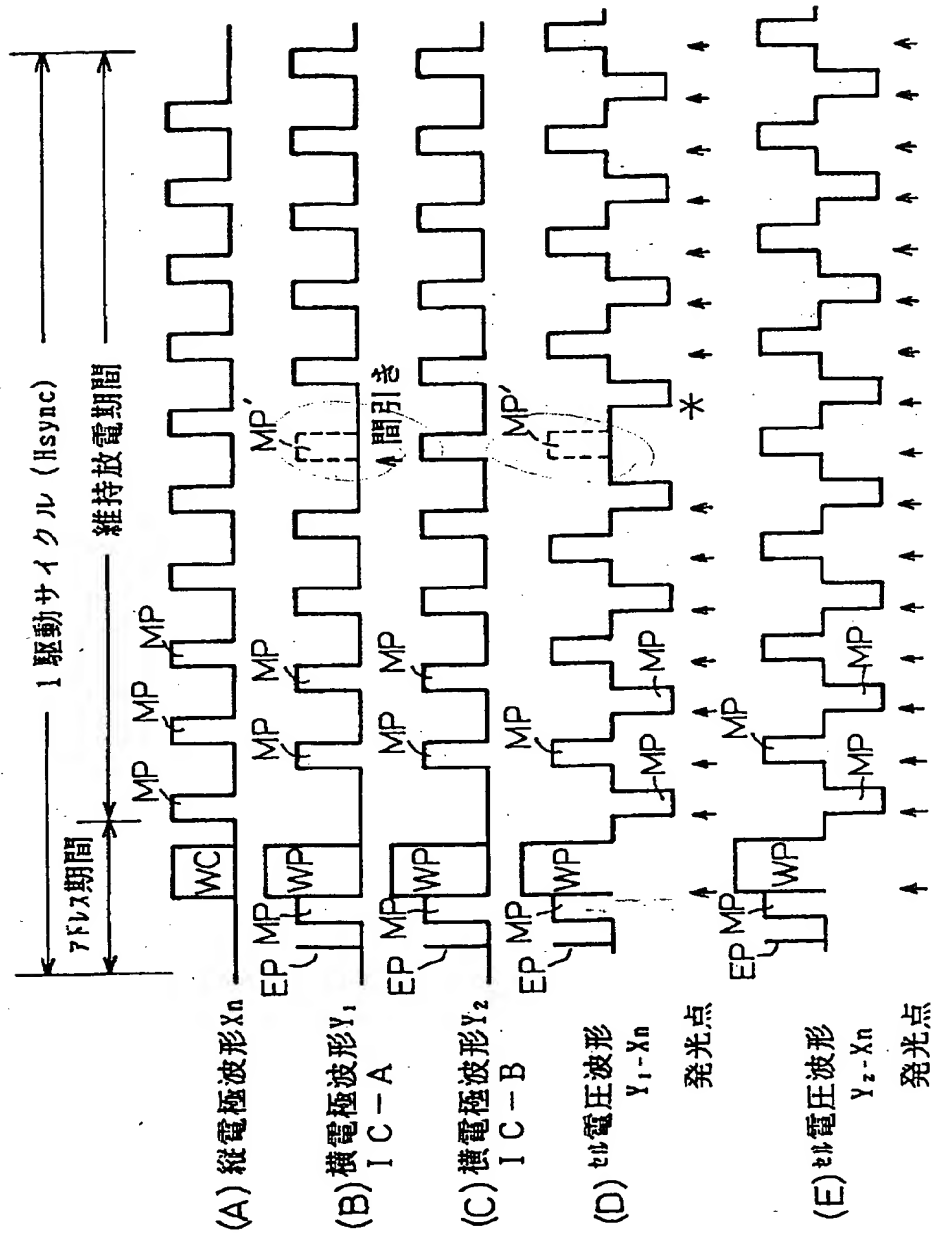 1駆動サイクル (Hsync)
アドレス期間
維持放電期間
(A) 縦電極波形Xn
WC
MP
MP
MP
(B) 横電極波形Y1
IC-A
EP
MP
WP
MP
MP
MP'
間引き
(C) 横電極波形Y2
IC-B
EP
MP
WP
MP
MP
(D) セル電圧波形
Y1-Xn
EP
MP
WP
MP
MP
MP
MP'
*
発光点
(E) セル電圧波形
Y2-Xn
EP
MP
WP
MP
MP
MP
発光点